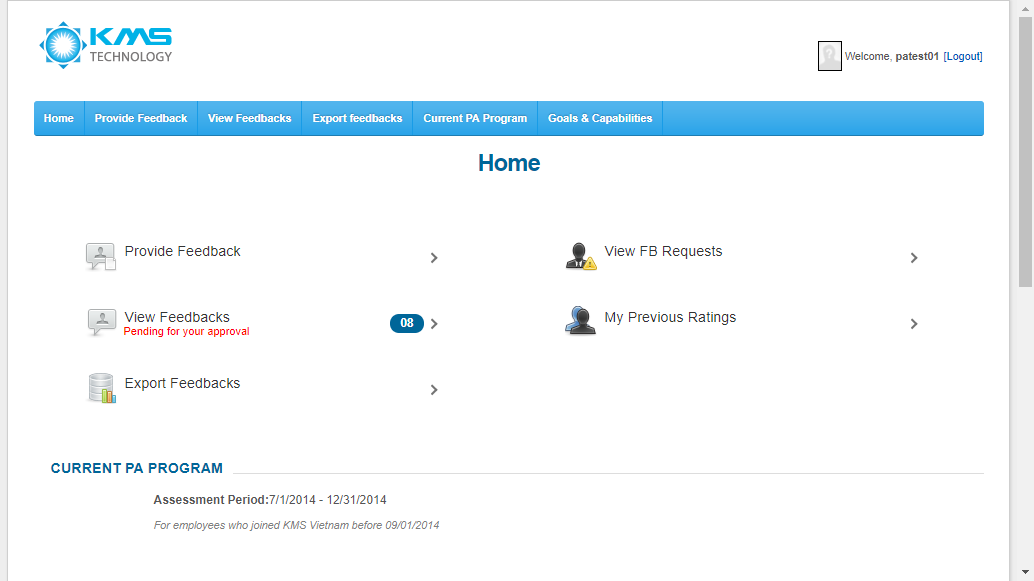 KMS
TECHNOLOGY
Welcome, patest01 [Logout]
Home Provide Feedback View Feedbacks Export feedbacks Current PA Program Goals & Capabilities
Home
Provide Feedback
View FB Requests
View Feedbacks
Pending for your approval
08
My Previous Ratings
Export Feedbacks
CURRENT PA PROGRAM
Assessment Period:7/1/2014 - 12/31/2014
For employees who joined KMS Vietnam before 09/01/2014